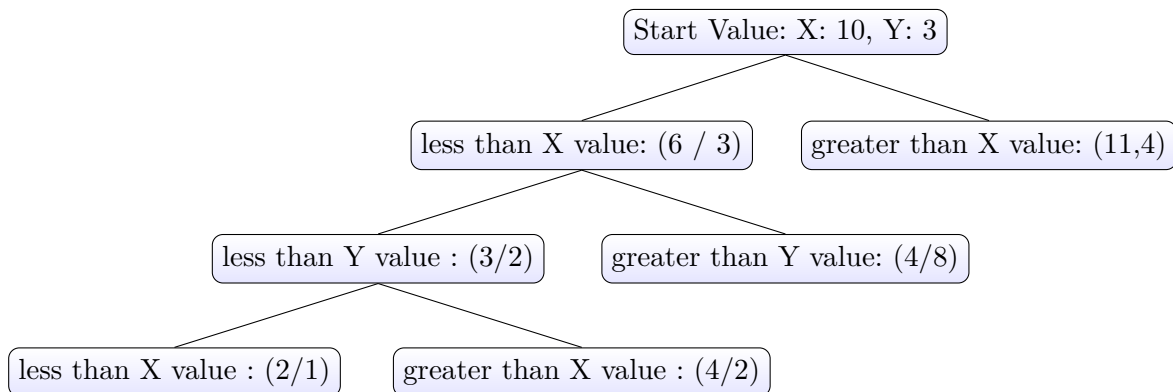 Start Value: X: 10, Y: 3
less than X value: (6 / 3)
greater than X value: (11,4)
less than Y value : (3/2)
greater than Y value: (4/8)
less than X value : (2/1)
greater than X value : (4/2)